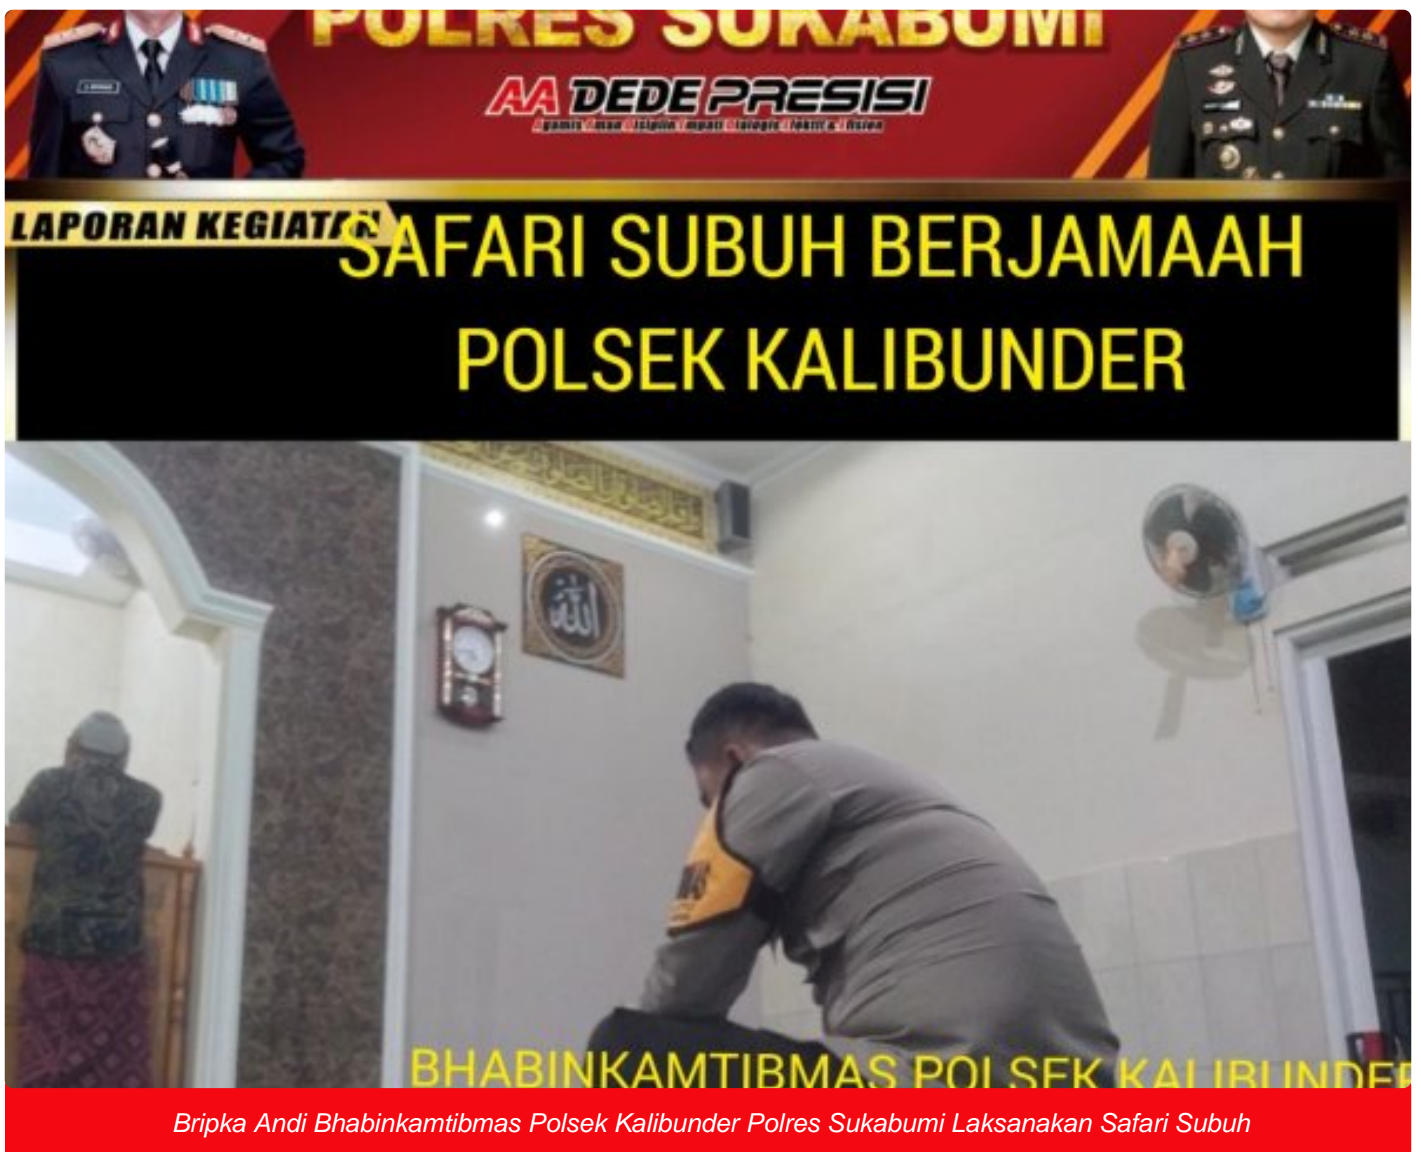 POLRES SUKABUMI
AA DEDE PRESISI
LAPORAN KEGIATAN
SAFARI SUBUH BERJAMAAH
POLSEK KALIBUNDER
الله
BHABINKAMTIBMAS POLSEK KALIBUNDER
Bripka Andi Bhabinkamtibmas Polsek Kalibunder Polres Sukabumi Laksanakan Safari Subuh